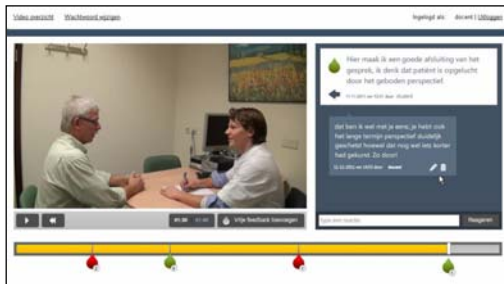 Video overzicht Wachtwoord wijzigen
Ingelogd als: docent | Uitloggen
Hier maak ik een goede afsluiting van het
gesprek, ik denk dat patiënt is opgelucht
door het geboden perspectief.
dat ben ik wel met je eens, je hebt ook
het lange termijn perspectief duidelijk
geschetst hoewel dat nog wel iets korter
had gekund. Zo door!
Vrije feedback toevoegen
Type een reactie
Reageren